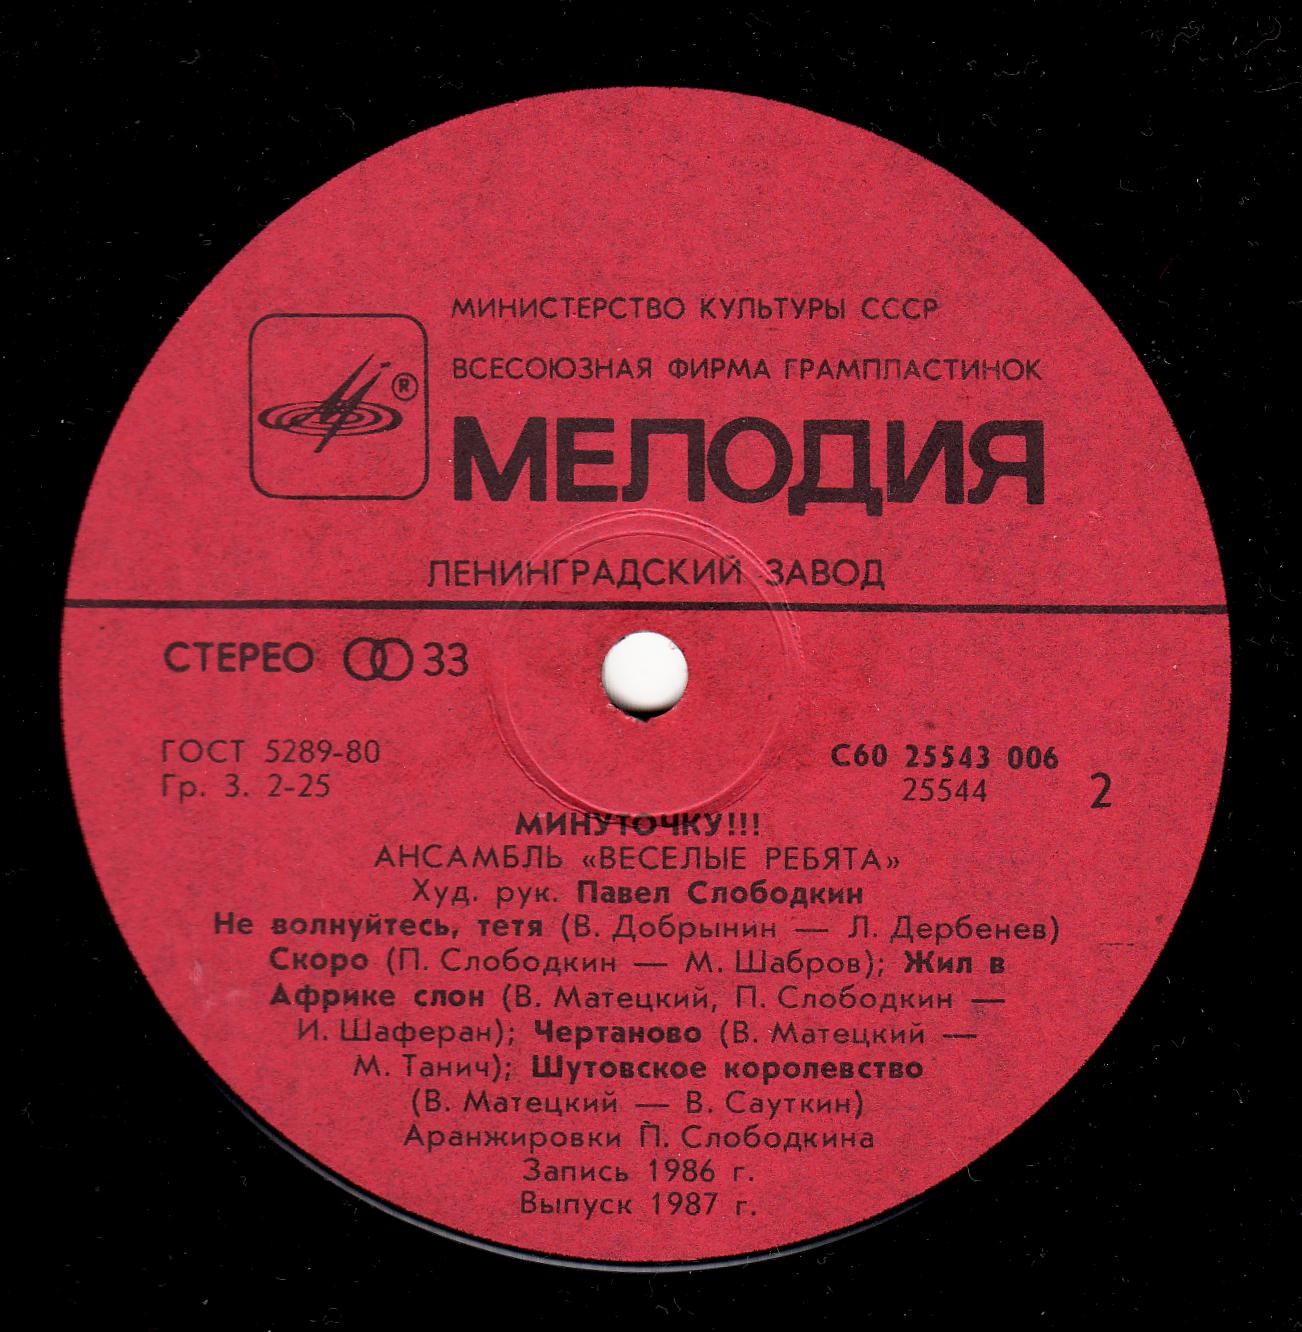 МИНИСТЕРСТВО КУЛЬТУРЫ СССР
ВСЕСОЮЗНАЯ ФИРМА ГРАМПЛАСТИНОК
®
МЕЛОДИЯ
ЛЕНИНГРАДСКИЙ ЗАВОД
СТЕРЕО 33
ГОСТ 5289-80
Гр. 3. 2-25
С60 25543 006
25544
2
МИНУТОЧКУ!!!
АНСАМБЛЬ «ВЕСЕЛЫЕ РЕБЯТА»
Худ. рук. Павел Слободкин
Не волнуйтесь, тетя (В. Добрынин — Л. Дербенев)
Скоро (П. Слободкин — М. Шабров); Жил в
Африке слон (В. Матецкий, П. Слободкин —
И. Шаферан); Чертаново (В. Матецкий —
М. Танич); Шутовское королевство
(В. Матецкий — В. Сауткин)
Аранжировки П. Слободкина
Запись 1986 г.
Выпуск 1987 г.